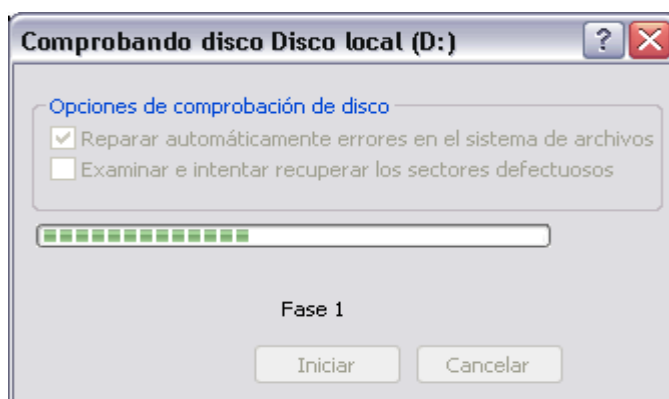 Comprobando disco Disco local (D:)
Opciones de comprobación de disco
Reparar automáticamente errores en el sistema de archivos
Examinar e intentar recuperar los sectores defectuosos
Fase 1
Iniciar Cancelar